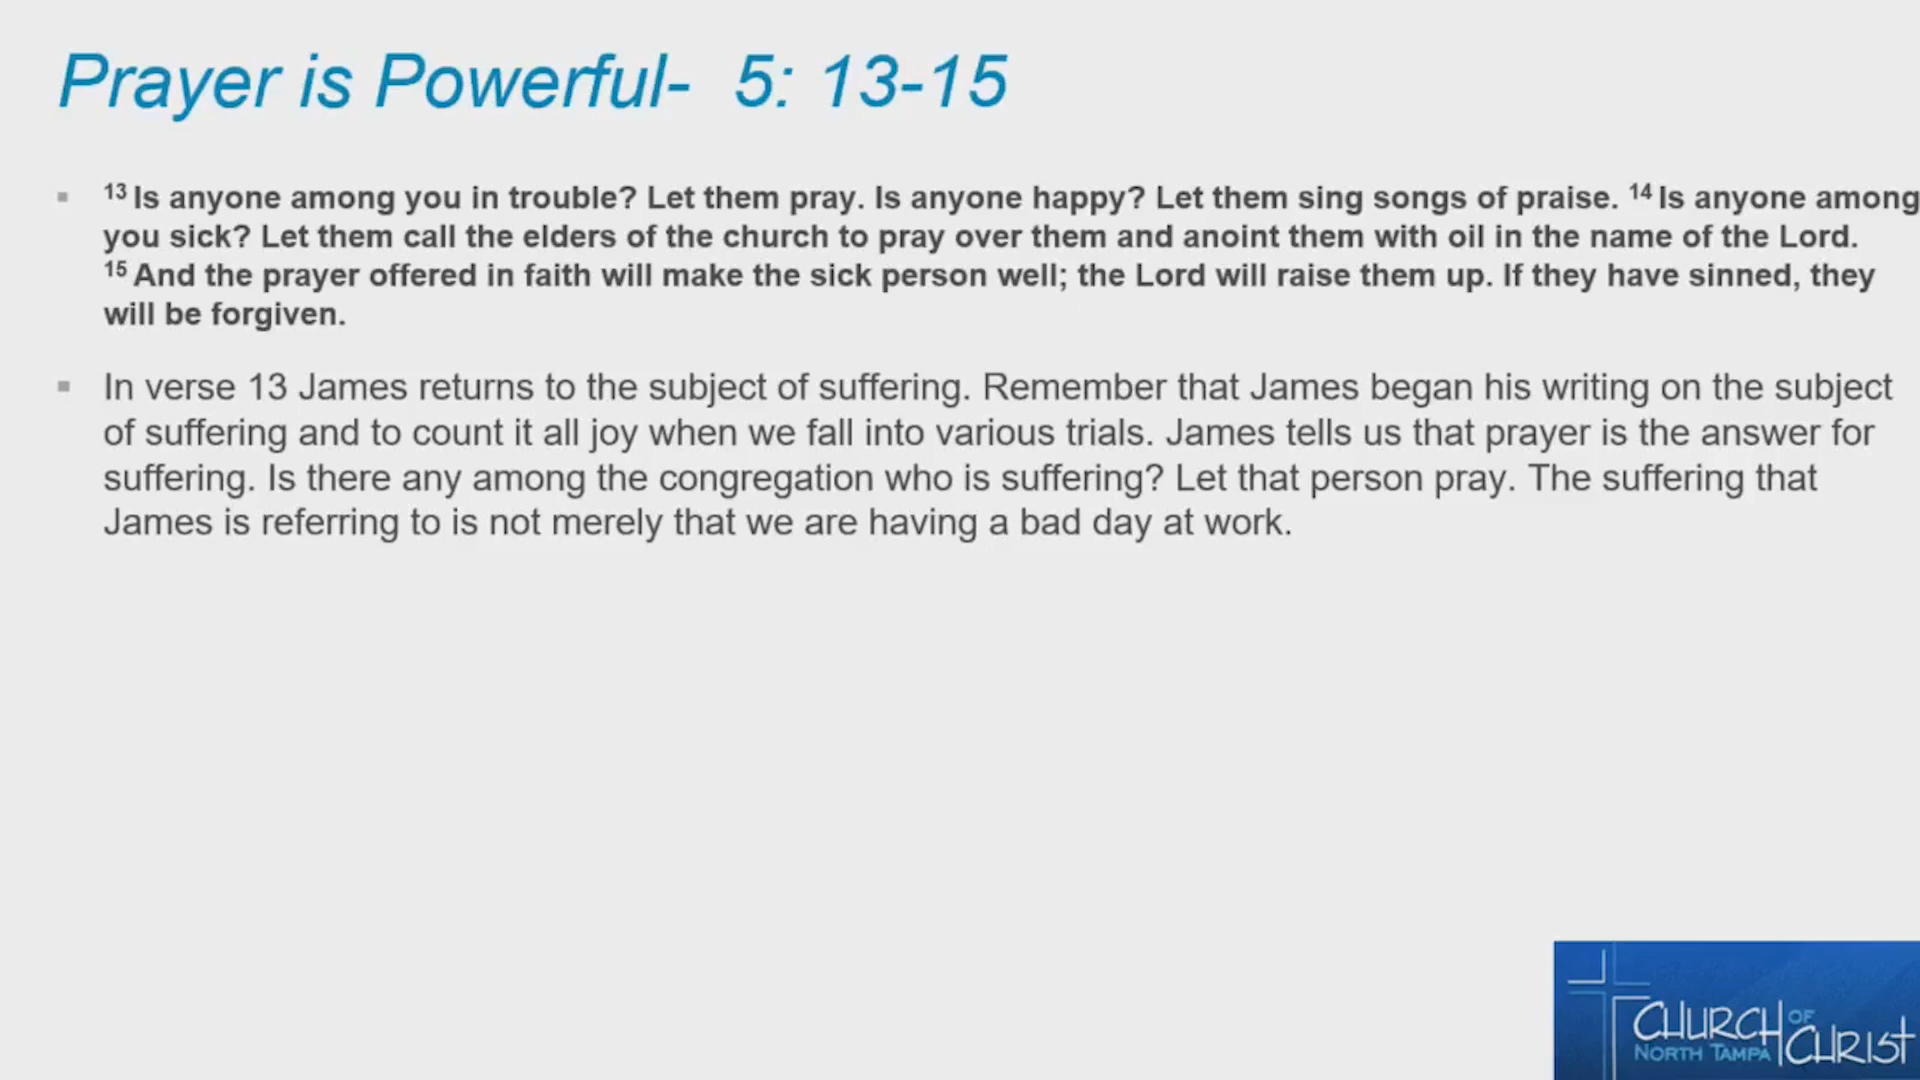 Prayer is Powerful-  5: 13-15
▪ 13 Is anyone among you in trouble? Let them pray. Is anyone happy? Let them sing songs of praise. 14 Is anyone among
you sick? Let them call the elders of the church to pray over them and anoint them with oil in the name of the Lord.
15 And the prayer offered in faith will make the sick person well; the Lord will raise them up. If they have sinned, they
will be forgiven.
▪ In verse 13 James returns to the subject of suffering. Remember that James began his writing on the subject
of suffering and to count it all joy when we fall into various trials. James tells us that prayer is the answer for
suffering. Is there any among the congregation who is suffering? Let that person pray. The suffering that
James is referring to is not merely that we are having a bad day at work.
CHURCH OF CHRIST
NORTH TAMPA